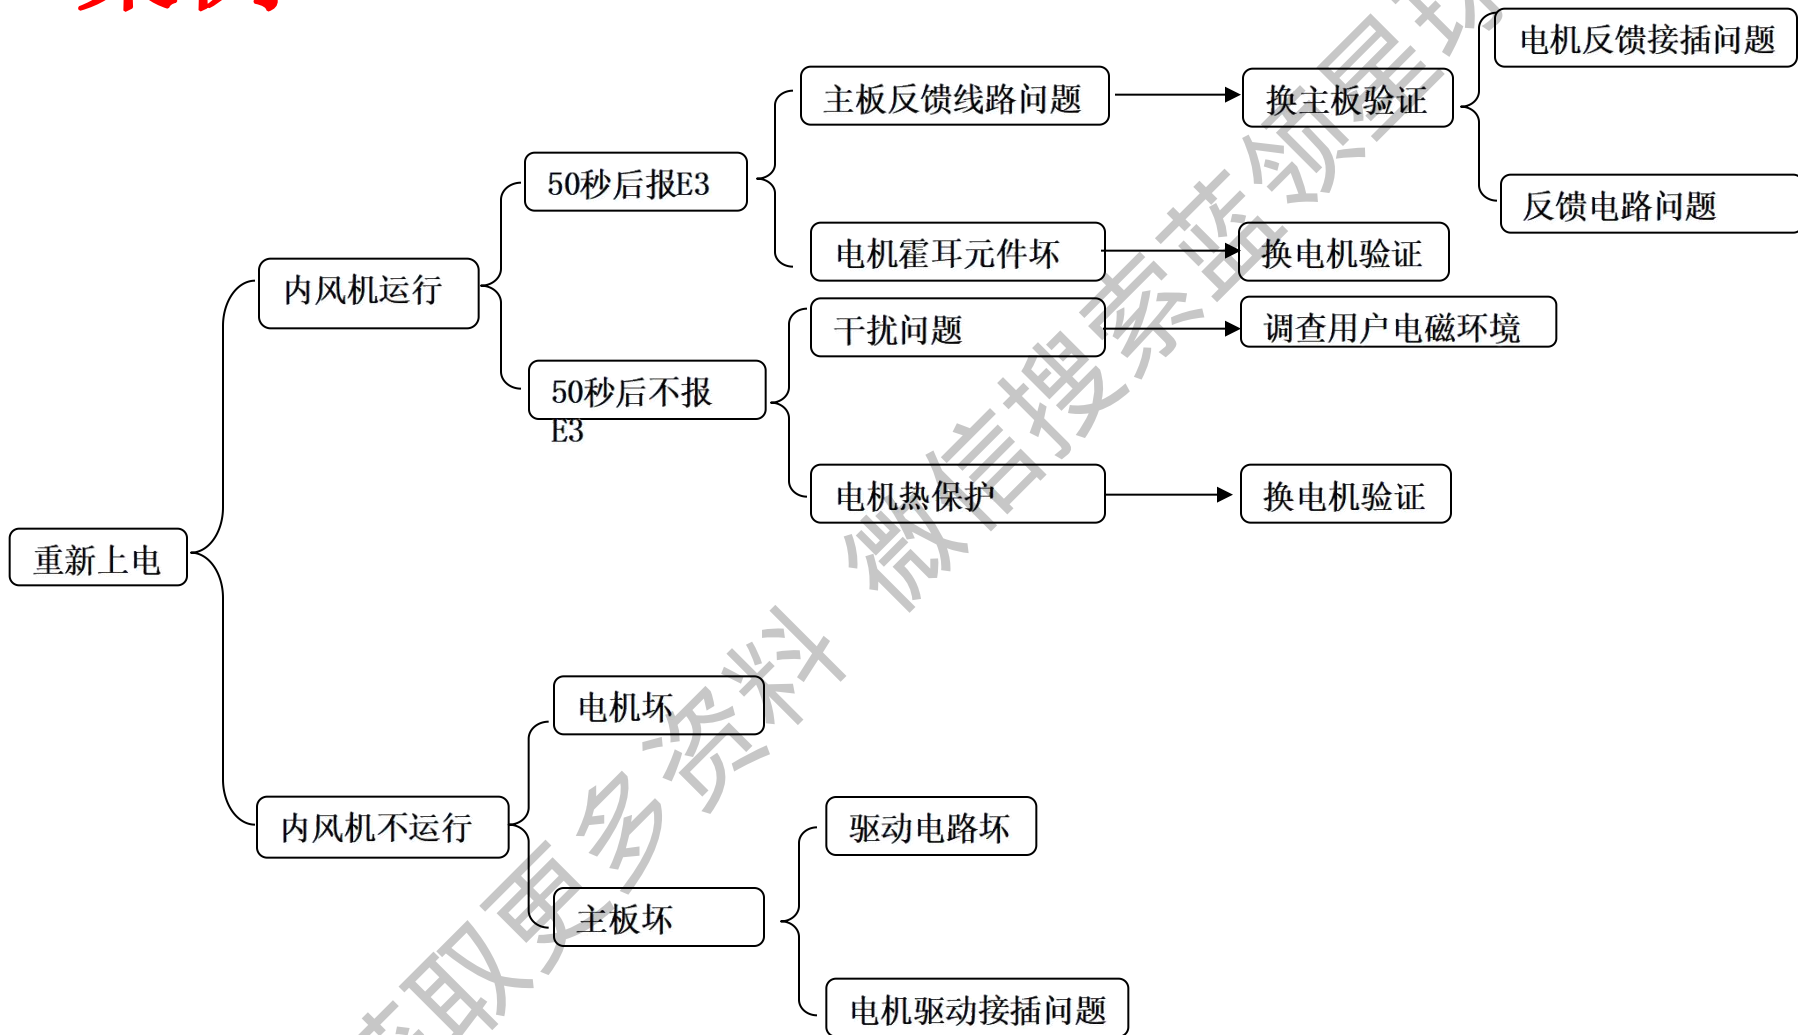 案例
电机反馈接插问题
主板反馈线路问题
换主板验证
50秒后报E3
反馈电路问题
电机霍耳元件坏
换电机验证
内风机运行
干扰问题
调查用户电磁环境
50秒后不报
E3
电机热保护
换电机验证
重新上电
电机坏
内风机不运行
驱动电路坏
主板坏
电机驱动接插问题
获取更多资料 微信搜索蓝领星球